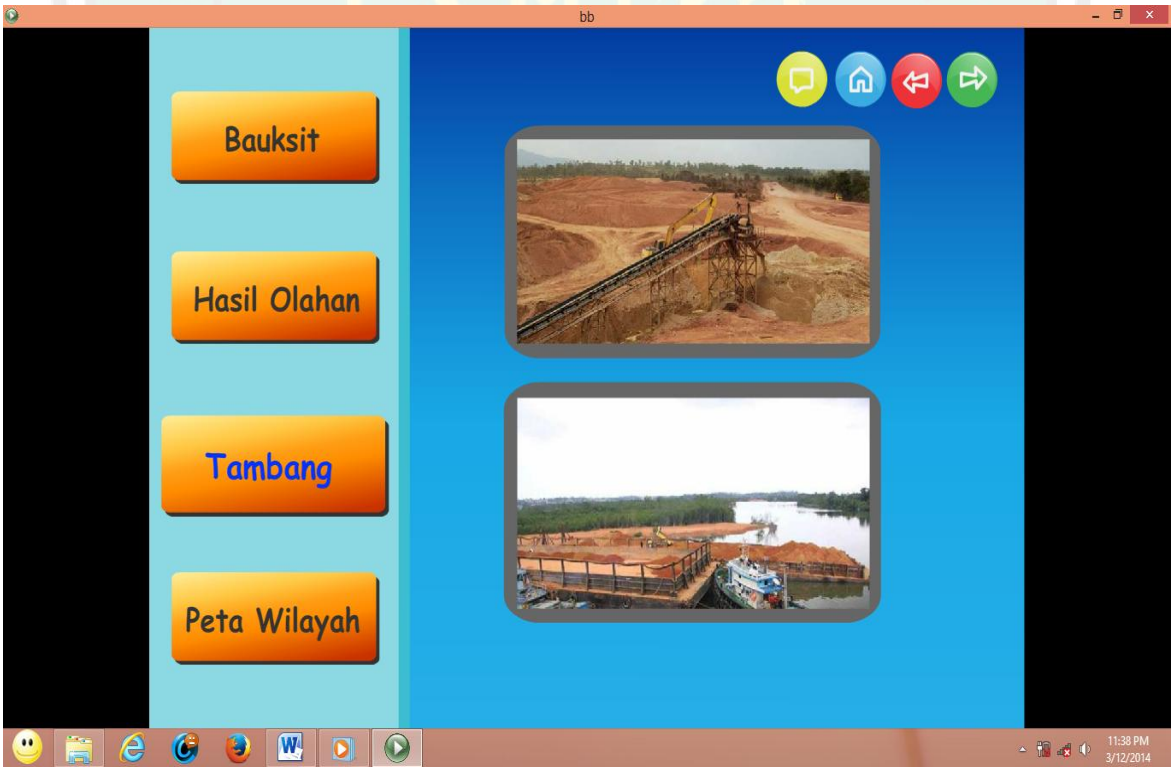 bb
Bauksit
Hasil Olahan
Tambang
Peta Wilayah
11:38 PM
3/12/2014